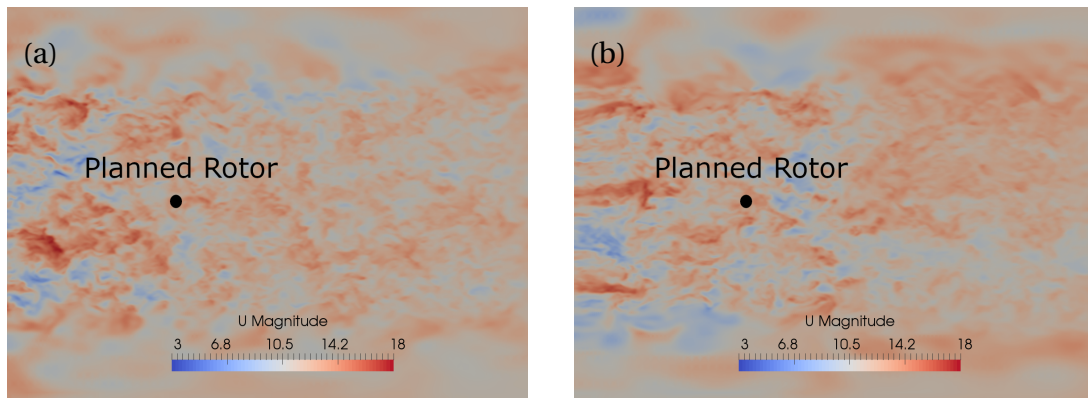 (a)
Planned Rotor
U Magnitude
3 6.8 10.5 14.2 18
(b)
Planned Rotor
U Magnitude
3 6.8 10.5 14.2 18